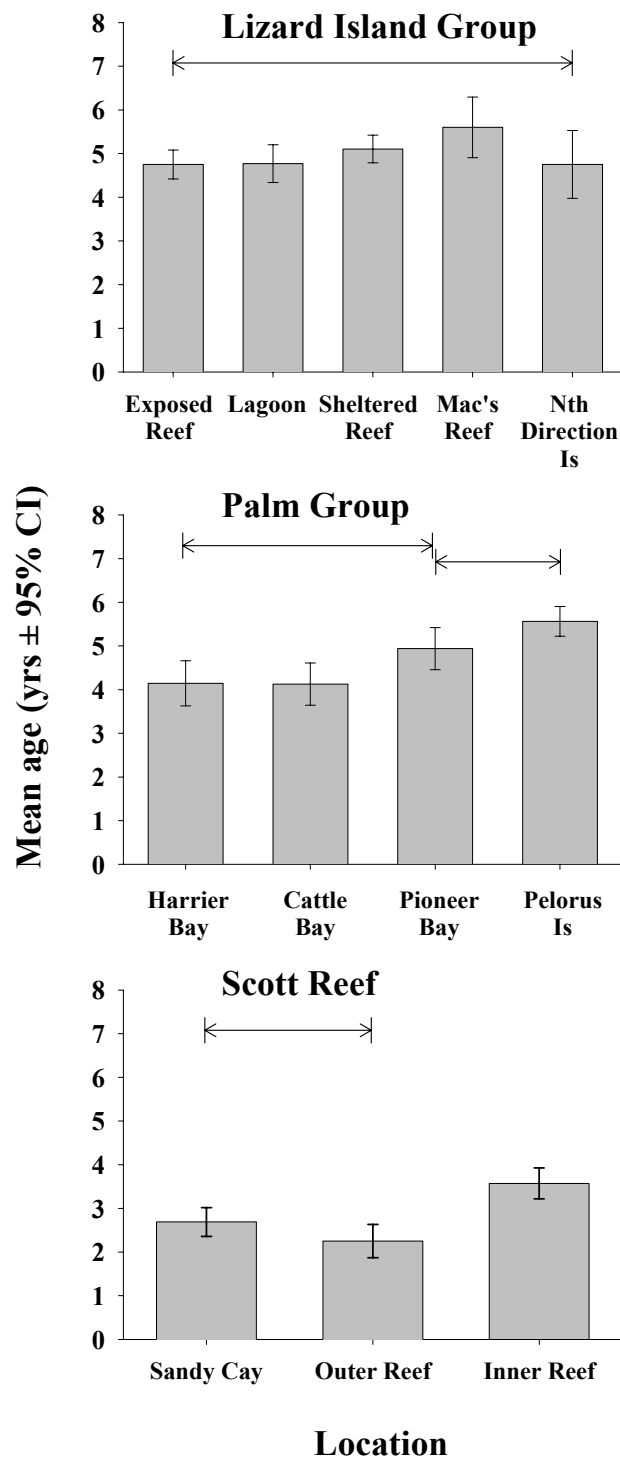 Mean age (yrs ± 95% CI)
Lizard Island Group
8
7
6
5
4
3
2
1
0
Exposed Reef
Lagoon
Sheltered Reef
Mac's Reef
Nth Direction Is
Palm Group
8
7
6
5
4
3
2
1
0
Harrier Bay
Cattle Bay
Pioneer Bay
Pelorus Is
Scott Reef
8
7
6
5
4
3
2
1
0
Sandy Cay
Outer Reef
Inner Reef
Location